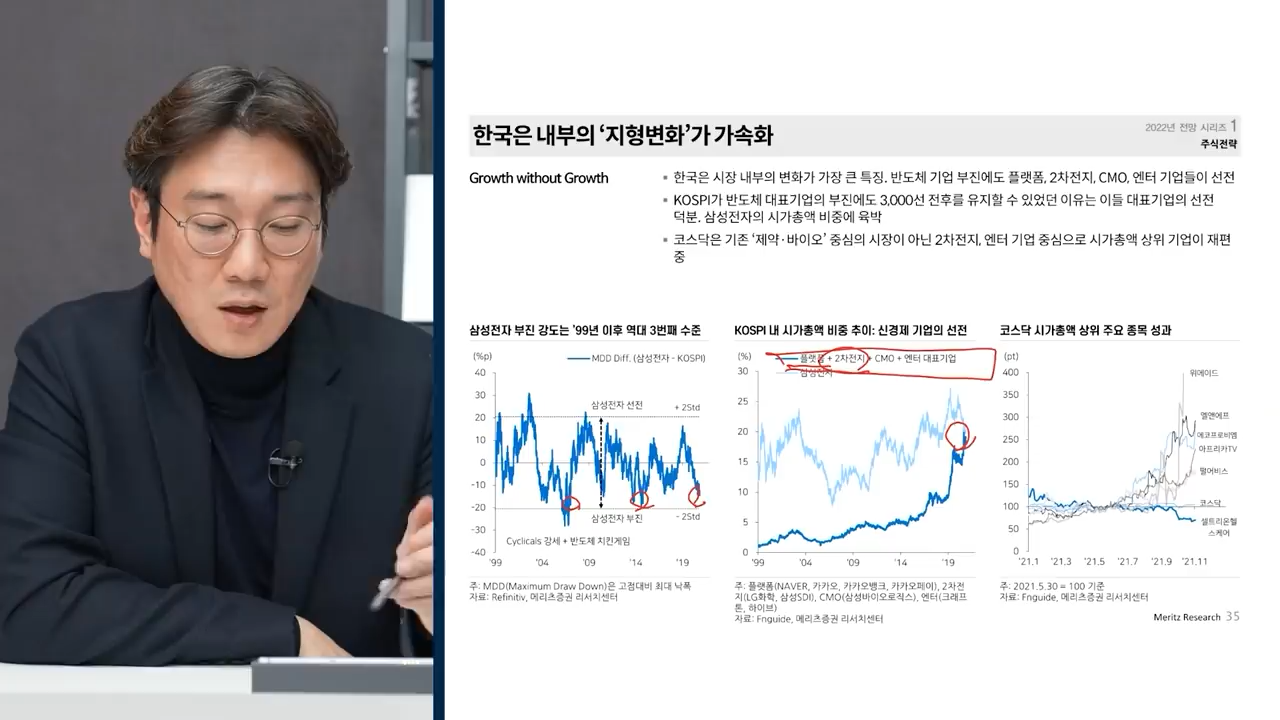 한국은 내부의 ‘지형변화’가 가속화
2022년 전망 시리즈 1
주식전략
Growth without Growth
▪ 한국은 시장 내부의 변화가 가장 큰 특징. 반도체 기업 부진에도 플랫폼, 2차전지, CMO, 엔터 기업들이 선전
▪ KOSPI가 반도체 대표기업의 부진에도 3,000선 전후를 유지할 수 있었던 이유는 이들 대표기업의 선전
덕분. 삼성전자의 시가총액 비중에 육박
▪ 코스닥은 기존 ‘제약·바이오’ 중심의 시장이 아닌 2차전지, 엔터 기업 중심으로 시가총액 상위 기업이 재편
중
삼성전자 부진 강도는 ’99년 이후 역대 3번째 수준
(%p)
MDD Diff. (삼성전자 - KOSPI)
40
30
20
10
0
-10
-20
-30
-40
삼성전자 선전
+ 2Std
삼성전자 부진
- 2Std
Cyclicals 강세 + 반도체 치킨게임
'99
'04
'09
'14
'19
주: MDD(Maximum Draw Down)은 고점대비 최대 낙폭
자료: Refinitiv, 메리츠증권 리서치센터
KOSPI 내 시가총액 비중 추이: 신경제 기업의 선전
(%)
플랫폼 + 2차전지 + CMO + 엔터 대표기업
삼성전자
30
25
20
15
10
5
0
'99
'04
'09
'14
'19
주: 플랫폼(NAVER, 카카오, 카카오뱅크, 카카오페이), 2차전
지(LG화학, 삼성SDI), CMO(삼성바이오로직스), 엔터(크래프
톤, 하이브)
자료: Fnguide, 메리츠증권 리서치센터
코스닥 시가총액 상위 주요 종목 성과
(pt)
400
350
300
250
200
150
100
50
0
위메이드
엘앤에프
에코프로비엠
아프리카TV
펄어비스
코스닥
셀트리온헬
스케어
'21.1
'21.3
'21.5
'21.7
'21.9
'21.11
주: 2021.5.30 = 100 기준
자료: Fnguide, 메리츠증권 리서치센터
Meritz Research 35